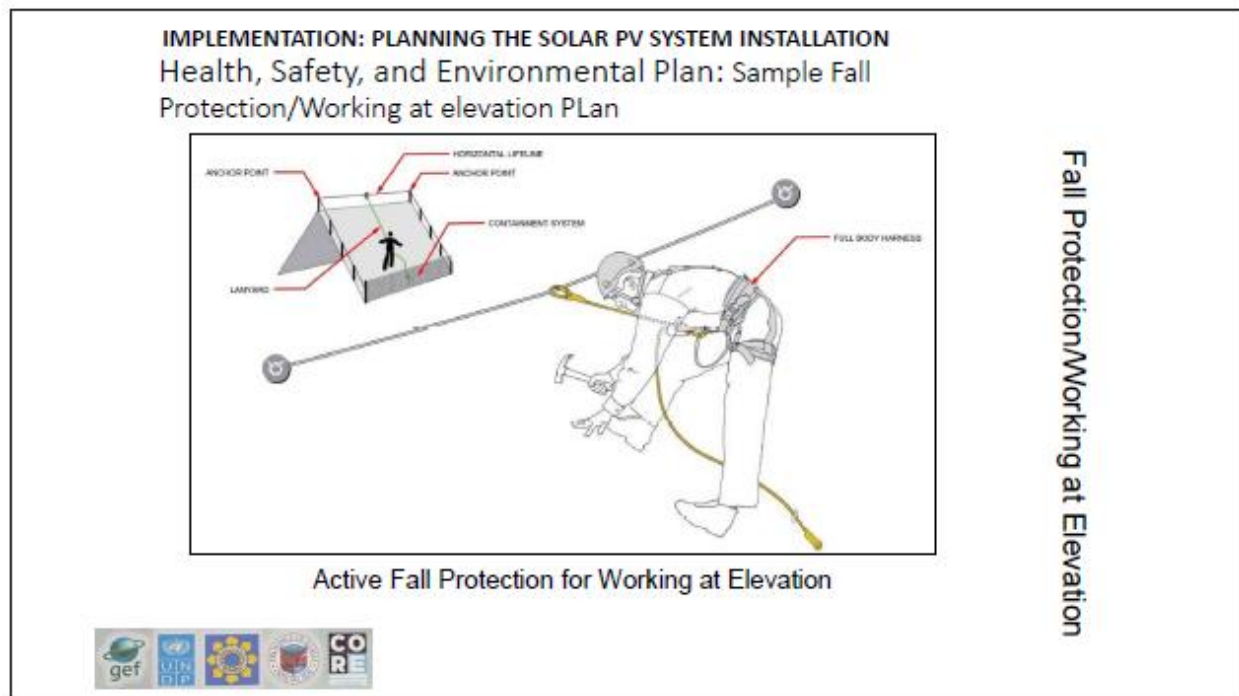 IMPLEMENTATION: PLANNING THE SOLAR PV SYSTEM INSTALLATION
Health, Safety, and Environmental Plan: Sample Fall
Protection/Working at elevation PLan
HORIZONTAL LIFELINE
ANCHOR POINT
ANCHOR POINT
CONTAINMENT SYSTEM
FULL BODY HARNESS
LANYARD
Active Fall Protection for Working at Elevation
Fall Protection/Working at Elevation
gef
U N
D P
CO
RE